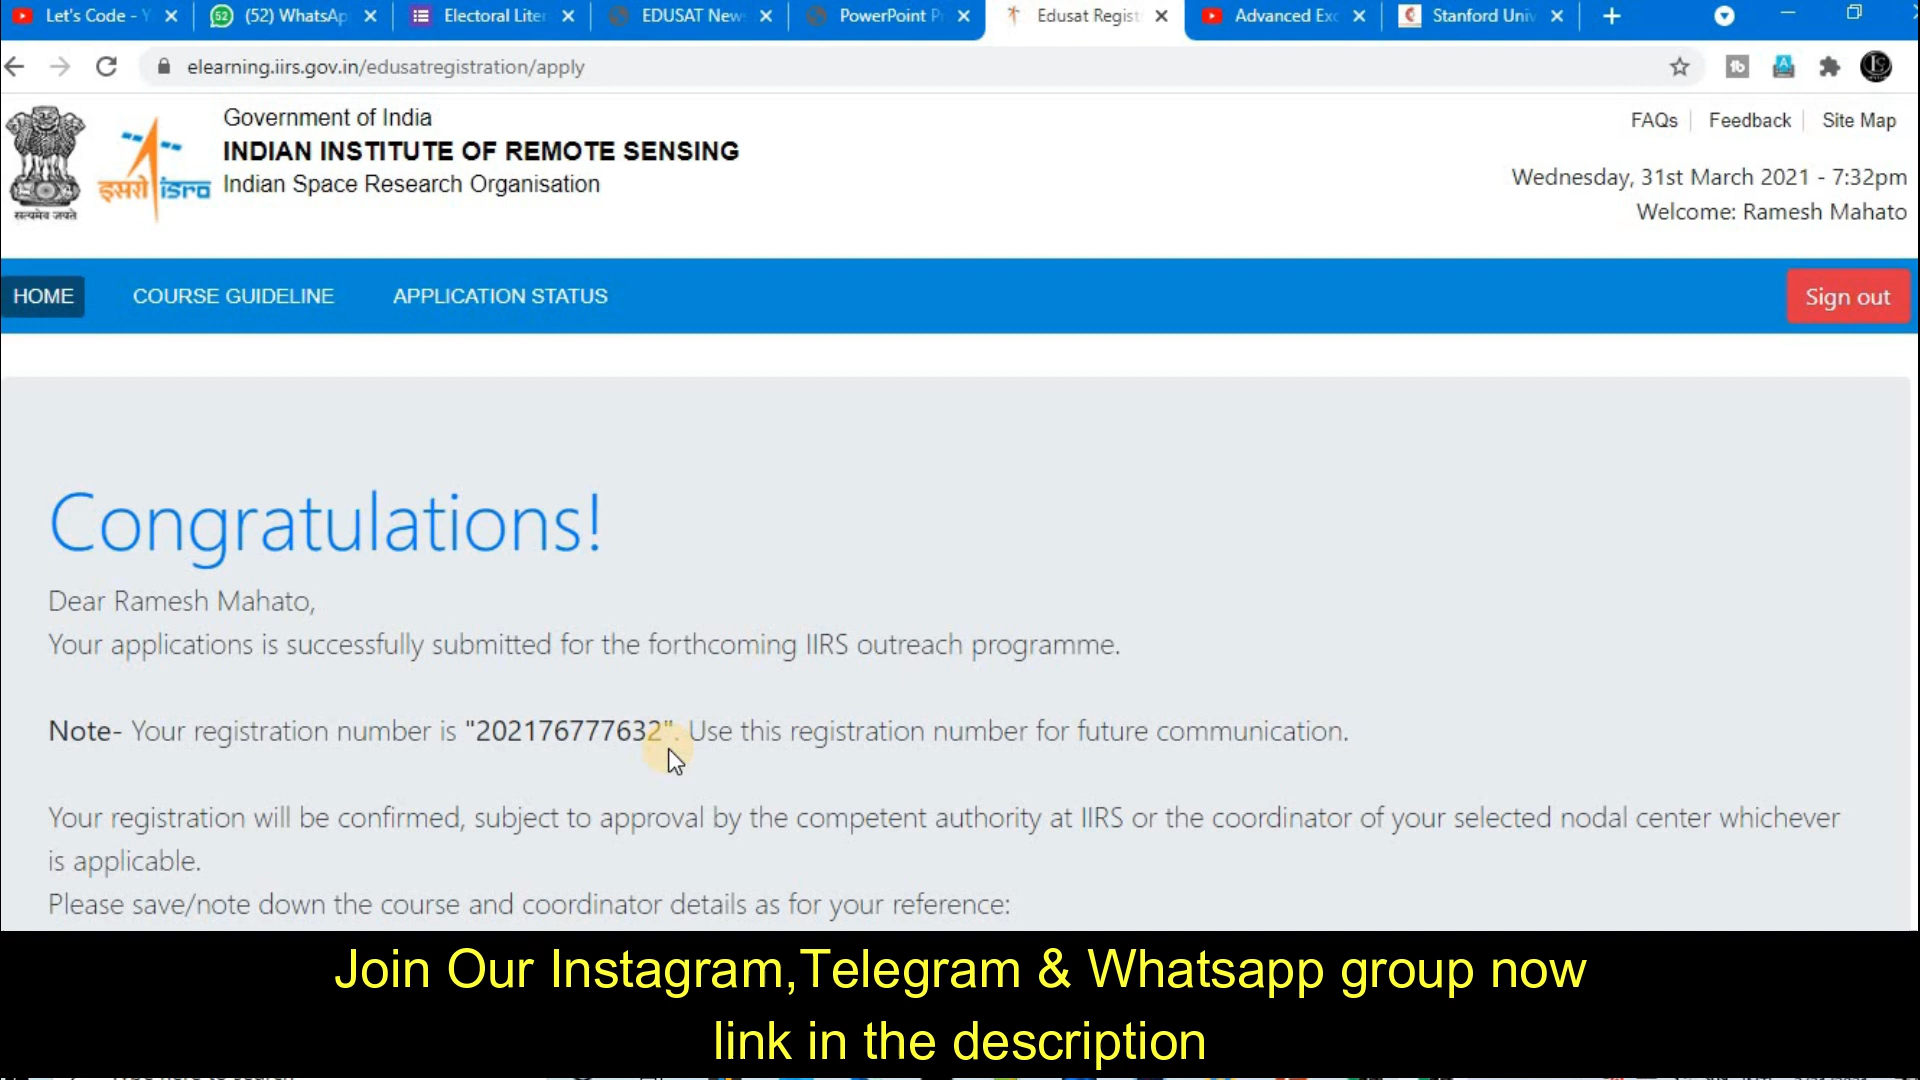 Let's Code - Y
52
(52) WhatsAp
Electoral Liter
EDUSAT New
PowerPoint P
Edusat Regist
Advanced Exc
Stanford Univ
elearning.iirs.gov.in/edusatregistration/apply
सत्यमेव जयते
इसरो isro
Government of India
INDIAN INSTITUTE OF REMOTE SENSING
Indian Space Research Organisation
FAQs
Feedback
Site Map
Wednesday, 31st March 2021 - 7:32pm
Welcome: Ramesh Mahato
HOME
COURSE GUIDELINE
APPLICATION STATUS
Sign out
Congratulations!
Dear Ramesh Mahato,
Your applications is successfully submitted for the forthcoming IIRS outreach programme.
Note- Your registration number is "202176777632". Use this registration number for future communication.
Your registration will be confirmed, subject to approval by the competent authority at IIRS or the coordinator of your selected nodal center whichever
is applicable.
Please save/note down the course and coordinator details as for your reference:
Join Our Instagram,Telegram & Whatsapp group now
link in the description